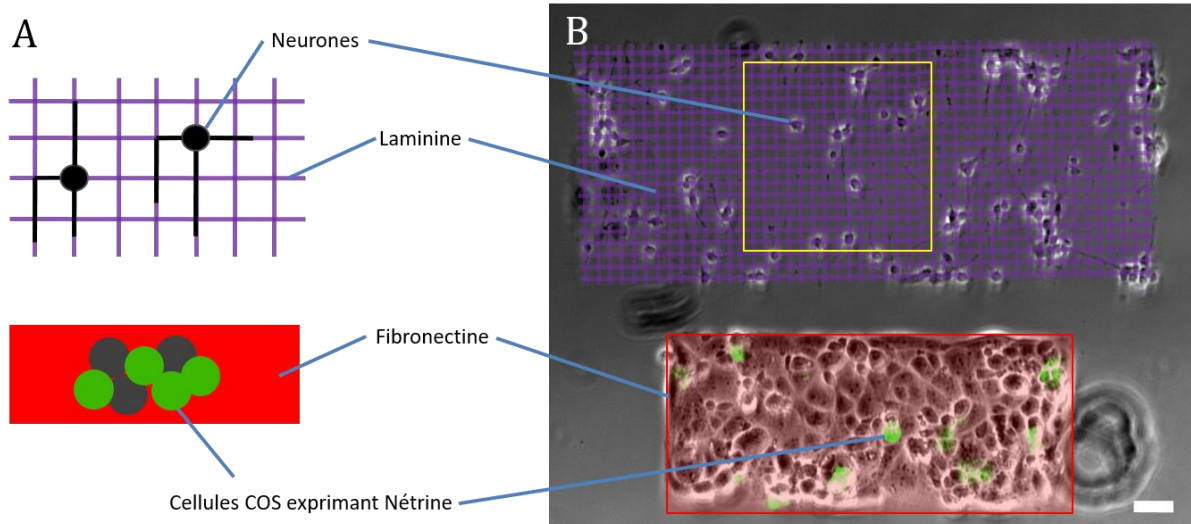 A
B
Neurones
Laminine
Fibronectine
Cellules COS exprimant Nétrine